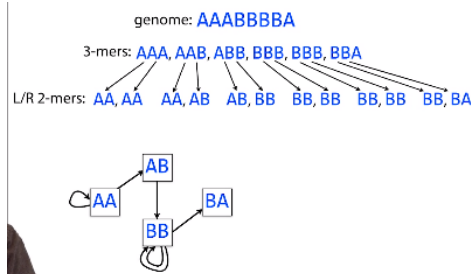 genome: AAABBBBA
3-mers: AAA, AAB, ABB, BBB, BBB, BBA
L/R 2-mers: AA, AA AA, AB AB, BB BB, BB BB, BB BB, BA
AB
AA BA
BB